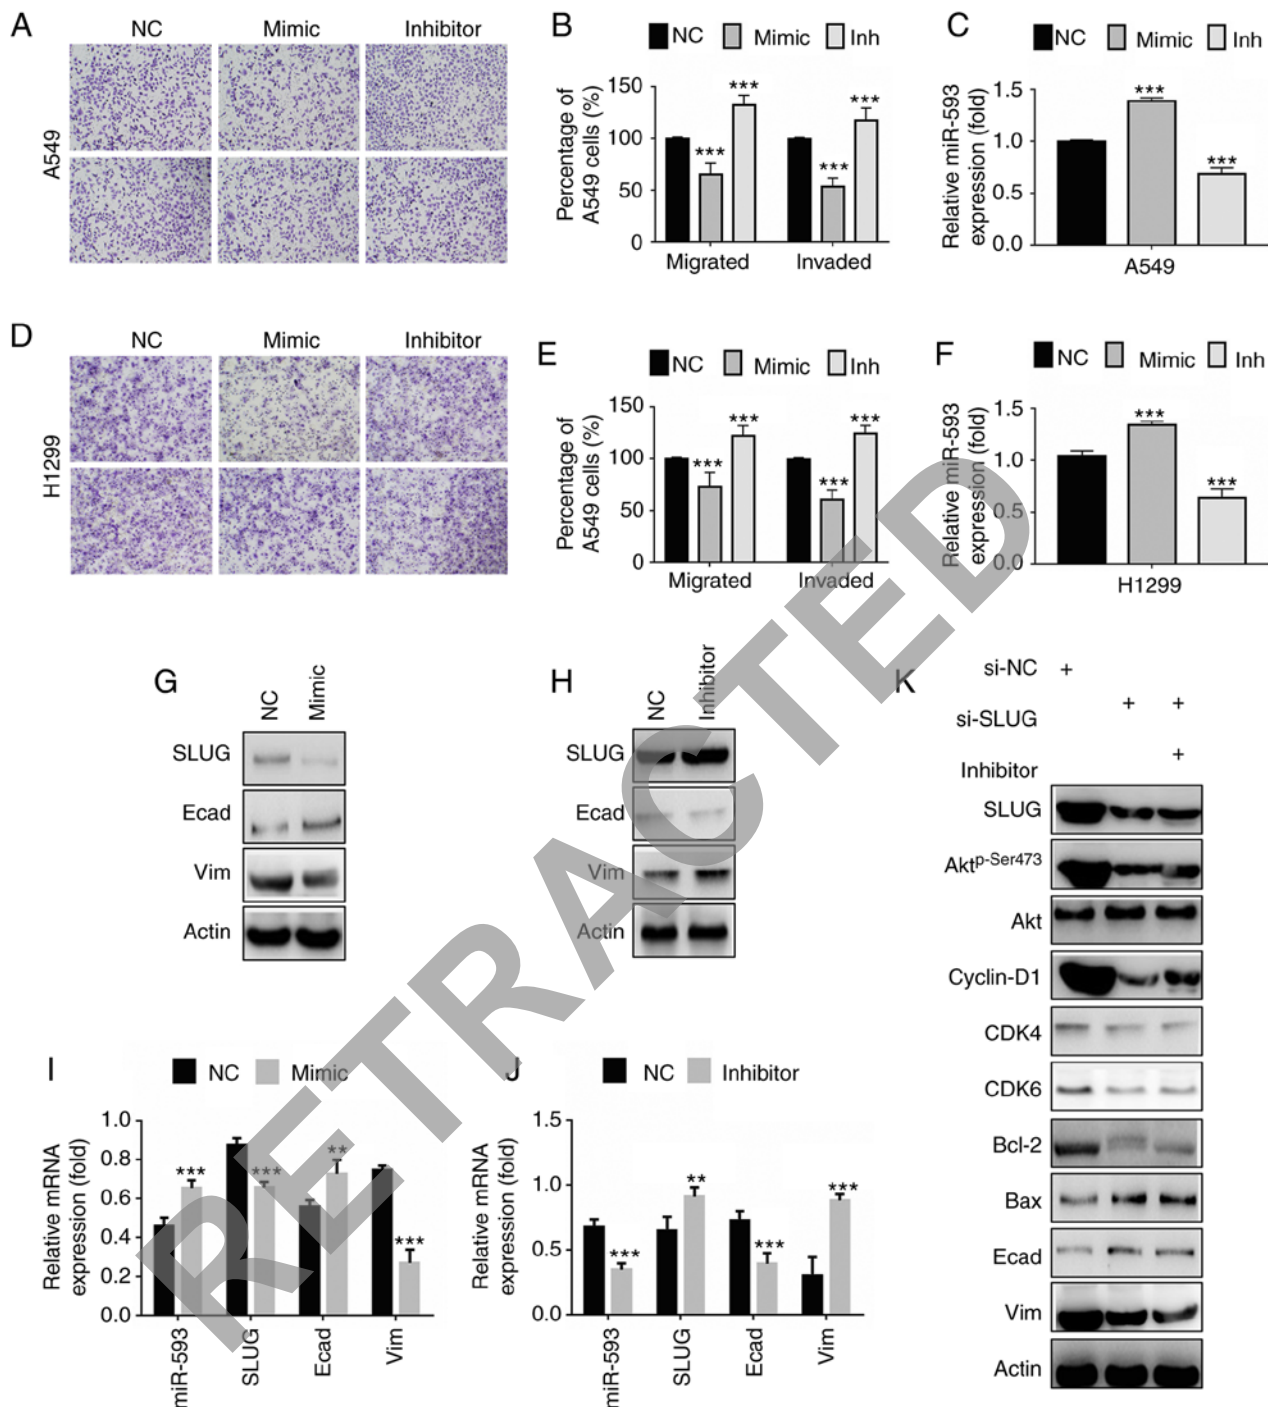 A
NC Mimic Inhibitor
A549
B
NC Mimic Inh
Percentage of
A549 cells (%)
150
100
50
0
*** *** *** ***
Migrated Invaded
C
NC Mimic Inh
Relative miR-593
expression (fold)
1.5
1.0
0.5
0.0
*** ***
A549
D
NC Mimic Inhibitor
H1299
E
NC Mimic Inh
Percentage of
A549 cells (%)
150
100
50
0
*** *** *** ***
Migrated Invaded
F
NC Mimic Inh
Relative miR-593
expression (fold)
1.5
1.0
0.5
0.0
*** ***
H1299
G
NC Mimic
SLUG
Ecad
Vim
Actin
H
NC Inhibitor
SLUG
Ecad
Vim
Actin
I
NC Mimic
Relative mRNA
expression (fold)
1.0
0.8
0.6
0.4
0.2
0.0
*** *** ** ***
miR-593 SLUG Ecad Vim
J
NC Inhibitor
Relative mRNA
expression (fold)
1.5
1.0
0.5
0.0
*** ** *** ***
miR-593 SLUG Ecad Vim
K
si-NC +
si-SLUG + +
Inhibitor +
SLUG
Aktp-Ser473
Akt
Cyclin-D1
CDK4
CDK6
Bcl-2
Bax
Ecad
Vim
Actin
RETRACTED